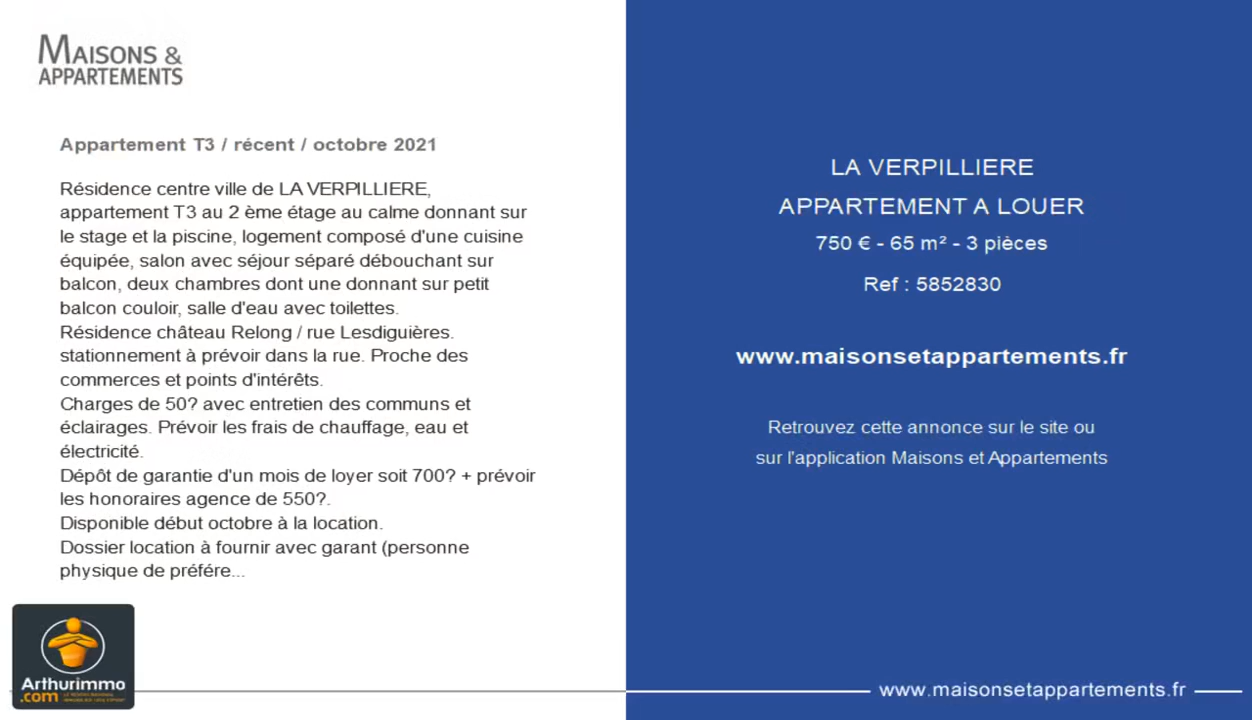 MAISONS &
APPARTEMENTS
Appartement T3 / récent / octobre 2021
Résidence centre ville de LA VERPILLIERE,
appartement T3 au 2 ème étage au calme donnant sur
le stage et la piscine, logement composé d'une cuisine
équipée, salon avec séjour séparé débouchant sur
balcon, deux chambres dont une donnant sur petit
balcon couloir, salle d'eau avec toilettes.
Résidence château Relong / rue Lesdiguières.
stationnement à prévoir dans la rue. Proche des
commerces et points d'intérêts.
Charges de 50? avec entretien des communs et
éclairages. Prévoir les frais de chauffage, eau et
électricité.
Dépôt de garantie d'un mois de loyer soit 700? + prévoir
les honoraires agence de 550?.
Disponible début octobre à la location.
Dossier location à fournir avec garant (personne
physique de préfére...
Arthurimmo
.com
LA VERPILLIERE
APPARTEMENT A LOUER
750 € - 65 m² - 3 pièces
Ref : 5852830
www.maisonsetappartements.fr
Retrouvez cette annonce sur le site ou
sur l'application Maisons et Appartements
www.maisonsetappartements.fr